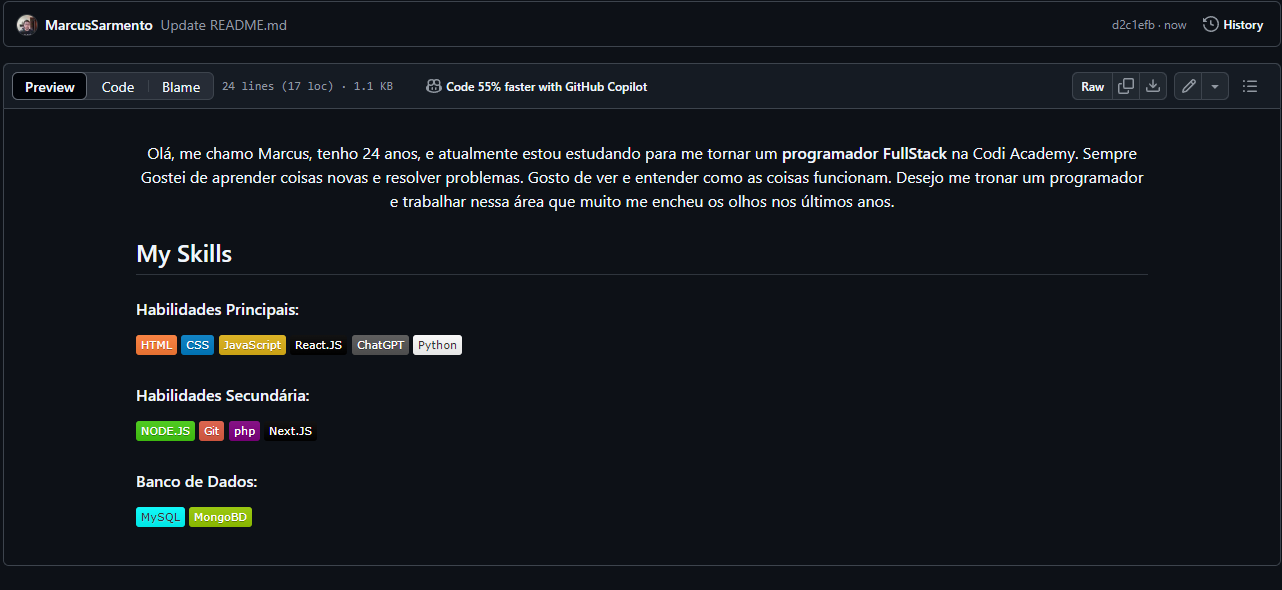 MarcusSarmento Update README.md d2c1efb · now History
Preview Code Blame 24 lines (17 loc) · 1.1 KB Code 55% faster with GitHub Copilot Raw
Olá, me chamo Marcus, tenho 24 anos, e atualmente estou estudando para me tornar um programador FullStack na Codi Academy. Sempre
Gostei de aprender coisas novas e resolver problemas. Gosto de ver e entender como as coisas funcionam. Desejo me tronar um programador
e trabalhar nessa área que muito me encheu os olhos nos últimos anos.
My Skills
Habilidades Principais:
HTML CSS JavaScript React.JS ChatGPT Python
Habilidades Secundária:
NODE.JS Git php Next.JS
Banco de Dados:
MySQL MongoBD